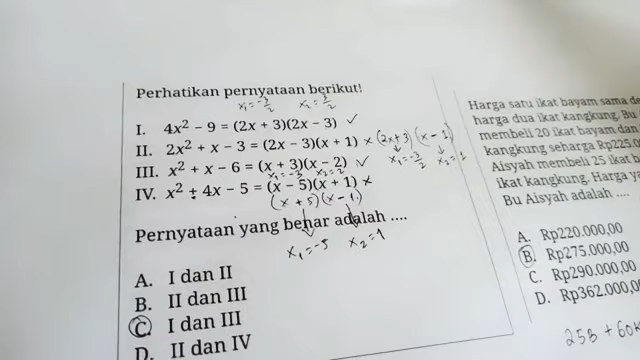 Perhatikan pernyataan berikut!
x₁ = -3/2 x₂ = 3/2
I. 4x² – 9 = (2x + 3)(2x – 3) ✓
II. 2x² + x – 3 = (2x – 3)(x + 1) × (2x+3) (x – 1)
x₁ = -3/2 x₂ = 1
III. x² + x – 6 = (x + 3)(x – 2) ✓
x₁ = -3 x₂ = 2
IV. x² + 4x – 5 = (x – 5)(x + 1) ×
(x + 5)(x – 1)
x₁ = -5 x₂ = 1
Pernyataan yang benar adalah ....
A. I dan II
B. II dan III
C. I dan III
D. II dan IV
Harga satu ikat bayam sama
harga dua ikat kangkung. Bu
membeli 20 ikat bayam dan
kangkung seharga Rp225.0
Aisyah membeli 25 ikat
ikat kangkung. Harga
Bu Aisyah adalah ....
A. Rp220.000,00
B. Rp275.000,00
C. Rp290.000,00
D. Rp362.000,0
25B + 60K